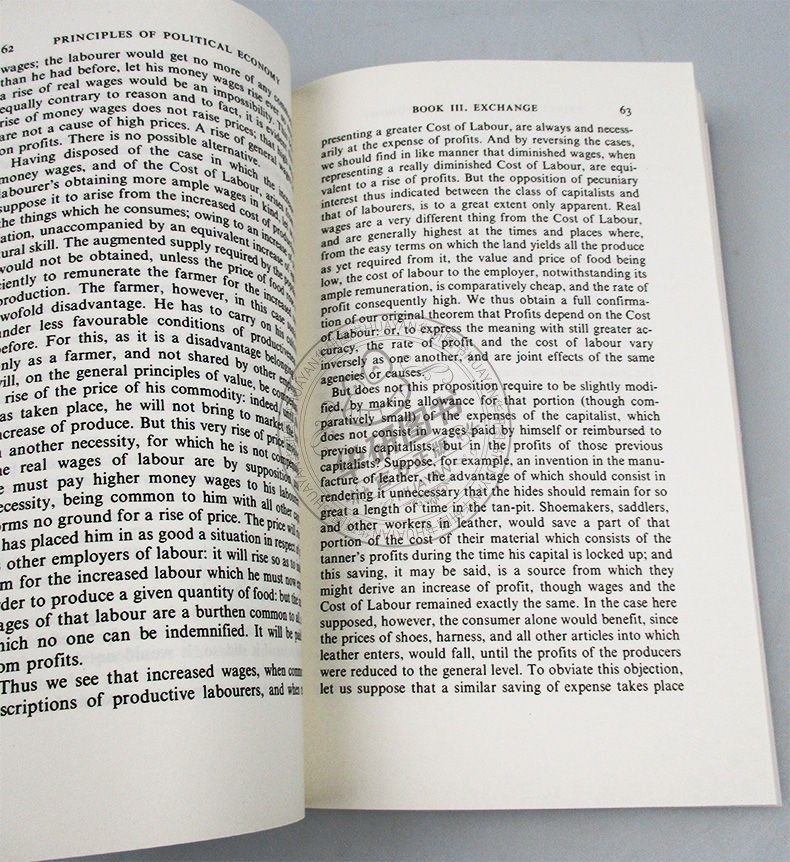 62
PRINCIPLES OF POLITICAL ECONOMY
wages; the labourer would get no more of any
than he had before, let his money wages rise ever
a rise of real wages would be an impossibility.
equally contrary to reason and to fact, it is evident
rise of money wages does not raise prices; that high
are not a cause of high prices. A rise of general
on profits. There is no possible alternative.
Having disposed of the case in which the
money wages, and of the Cost of Labour,
labourer's obtaining more ample wages in kind, let
suppose it to arise from the increased cost of
the things which he consumes; owing to an increase of
ation, unaccompanied by an equivalent increase of
tural skill. The augmented supply required by the
would not be obtained, unless the price of food
ciently to remunerate the farmer for the increased
production. The farmer, however, in this case
wofold disadvantage. He has to carry on his
under less favourable conditions of
before. For this, as it is a disadvantage belonging
only as a farmer, and not shared by other
will, on the general principles of value, be
rise of the price of his commodity: indeed until
as taken place, he will not bring to market the
ncrease of produce. But this very rise of price
another necessity, for which he is not
he real wages of labour are by supposition
e must pay higher money wages to his
necessity, being common to him with all other
orms no ground for a rise of price. The price will
has placed him in as good a situation in respect of
other employers of labour: it will rise so as to
m for the increased labour which he must now
rder to produce a given quantity of food: but the
ages of that labour are a burthen common to all
hich no one can be indemnified. It will be
om profits.
Thus we see that increased wages, when
scriptions of productive labourers, and when
BOOK III. EXCHANGE
63
presenting a greater Cost of Labour, are always and necess-
arily at the expense of profits. And by reversing the cases,
we should find in like manner that diminished wages, when
representing a really diminished Cost of Labour, are equi-
valent to a rise of profits. But the opposition of pecuniary
interest thus indicated between the class of capitalists and
that of labourers, is to a great extent only apparent. Real
wages are a very different thing from the Cost of Labour,
and are generally highest at the times and places where,
from the easy terms on which the land yields all the produce
as yet required from it, the value and price of food being
low, the cost of labour to the employer, notwithstanding its
ample remuneration, is comparatively cheap, and the rate of
profit consequently high. We thus obtain a full confirma-
tion of our original theorem that Profits depend on the Cost
of Labour: or, to express the meaning with still greater ac-
curacy, the rate of profit and the cost of labour vary
inversely as one another, and are joint effects of the same
agencies or causes.
But does not this proposition require to be slightly modi-
fied, by making allowance for that portion (though com-
paratively small) of the expenses of the capitalist, which
does not consist in wages paid by himself or reimbursed to
previous capitalists, but in the profits of those previous
capitalists? Suppose, for example, an invention in the manu-
facture of leather, the advantage of which should consist in
rendering it unnecessary that the hides should remain for so
great a length of time in the tan-pit. Shoemakers, saddlers,
and other workers in leather, would save a part of that
portion of the cost of their material which consists of the
tanner's profits during the time his capital is locked up; and
this saving, it may be said, is a source from which they
might derive an increase of profit, though wages and the
Cost of Labour remained exactly the same. In the case here
supposed, however, the consumer alone would benefit, since
the prices of shoes, harness, and all other articles into which
leather enters, would fall, until the profits of the producers
were reduced to the general level. To obviate this objection,
let us suppose that a similar saving of expense takes place